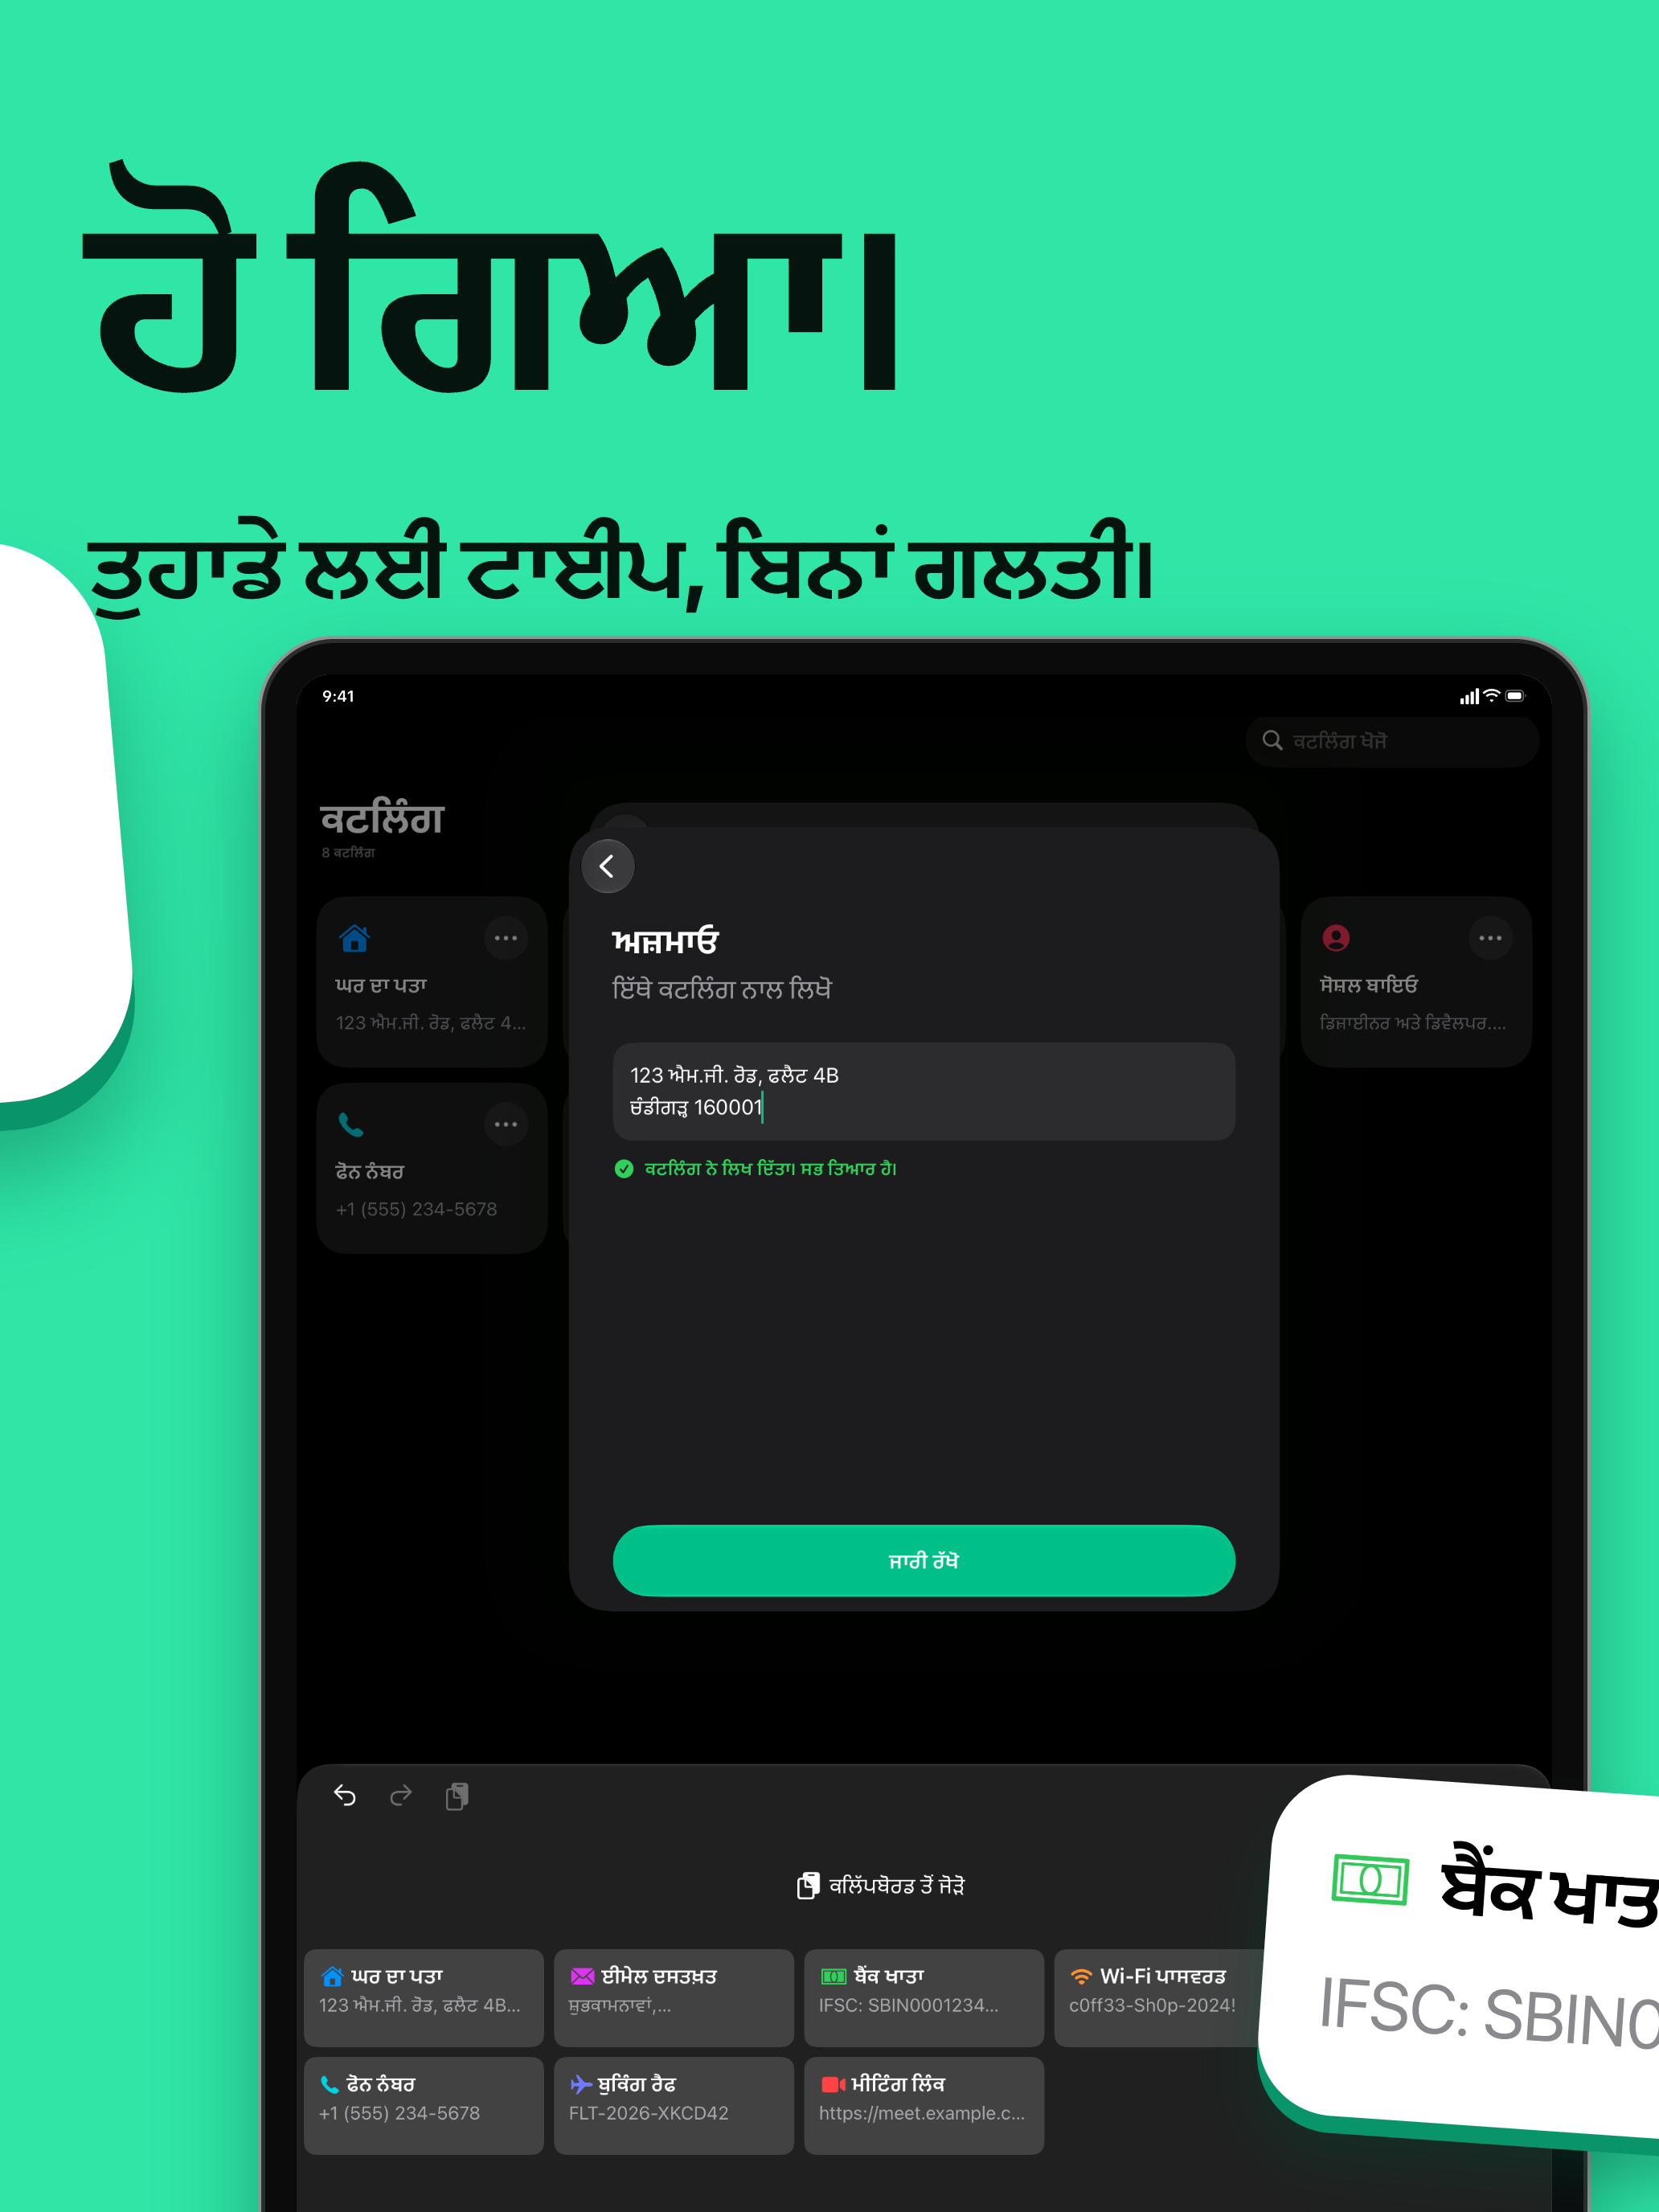 ਹੋ ਗਿਆ।
ਤੁਹਾਡੇ ਲਈ ਟਾਈਪ, ਬਿਨਾਂ ਗਲਤੀ।
9:41
ਕਟਲਿੰਗ ਖੋਜੋ
ਕਟਲਿੰਗ
8 ਕਟਲਿੰਗ
ਘਰ ਦਾ ਪਤਾ
123 ਐਮ.ਜੀ. ਰੋਡ, ਫਲੈਟ 4...
ਸੋਸ਼ਲ ਬਾਇਓ
ਡਿਜ਼ਾਈਨਰ ਅਤੇ ਡਿਵੈਲਪਰ....
ਫੋਨ ਨੰਬਰ
+1 (555) 234-5678
ਅਜ਼ਮਾਓ
ਇੱਥੇ ਕਟਲਿੰਗ ਨਾਲ ਲਿਖੋ
123 ਐਮ.ਜੀ. ਰੋਡ, ਫਲੈਟ 4B
ਚੰਡੀਗੜ੍ਹ 160001
ਕਟਲਿੰਗ ਨੇ ਲਿਖ ਦਿੱਤਾ। ਸਭ ਤਿਆਰ ਹੈ।
ਜਾਰੀ ਰੱਖੋ
ਕਲਿੱਪਬੋਰਡ ਤੋਂ ਜੋੜੋ
ਘਰ ਦਾ ਪਤਾ
123 ਐਮ.ਜੀ. ਰੋਡ, ਫਲੈਟ 4B...
ਈਮੇਲ ਦਸਤਖ਼ਤ
ਸ਼ੁਭਕਾਮਨਾਵਾਂ,...
ਬੈਂਕ ਖਾਤਾ
IFSC: SBIN0001234...
Wi-Fi ਪਾਸਵਰਡ
c0ff33-Sh0p-2024!
ਫੋਨ ਨੰਬਰ
+1 (555) 234-5678
ਬੁਕਿੰਗ ਰੈਫ
FLT-2026-XKCD42
ਮੀਟਿੰਗ ਲਿੰਕ
https://meet.example.c...
ਬੈਂਕ ਖਾਤ
IFSC: SBIN0